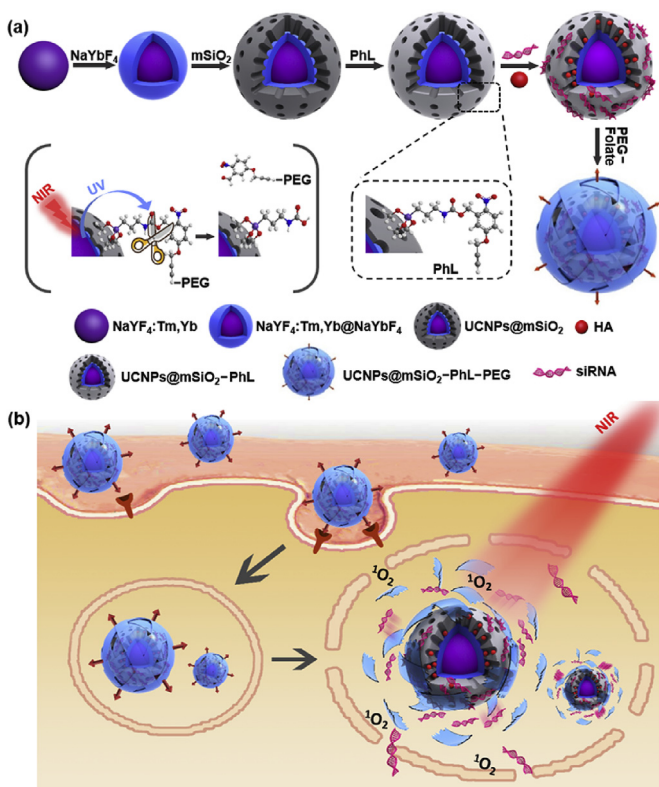 (a)
NaYbF₄
mSiO₂
PhL
PEG-
Folate
NIR
UV
PEG
PEG
PhL
NaYF₄:Tm,Yb
NaYF₄:Tm,Yb@NaYbF₄
UCNPs@mSiO₂
HA
UCNPs@mSiO₂-PhL
UCNPs@mSiO₂-PhL-PEG
siRNA
(b)
NIR
¹O₂
¹O₂
¹O₂
¹O₂